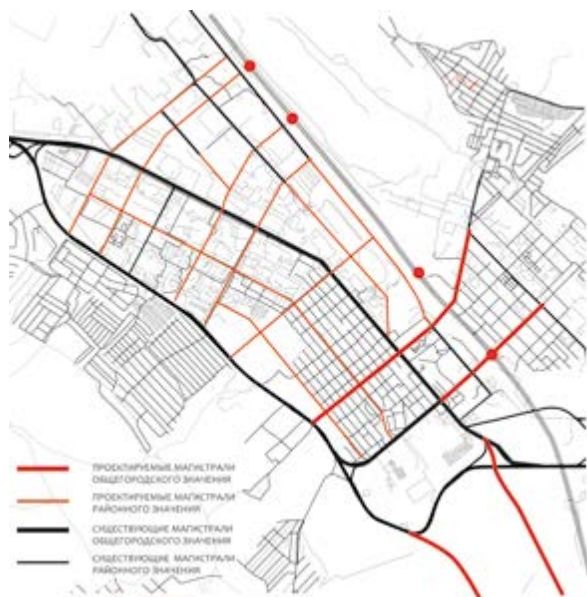 ПРОЕКТИРУЕМЫЕ МАГИСТРАЛИ
ОБЩЕГОРОДСКОГО ЗНАЧЕНИЯ
ПРОЕКТИРУЕМЫЕ МАГИСТРАЛИ
РАЙОННОГО ЗНАЧЕНИЯ
СУЩЕСТВУЮЩИЕ МАГИСТРАЛИ
ОБЩЕГОРОДСКОГО ЗНАЧЕНИЯ
СУЩЕСТВУЮЩИЕ МАГИСТРАЛИ
РАЙОННОГО ЗНАЧЕНИЯ